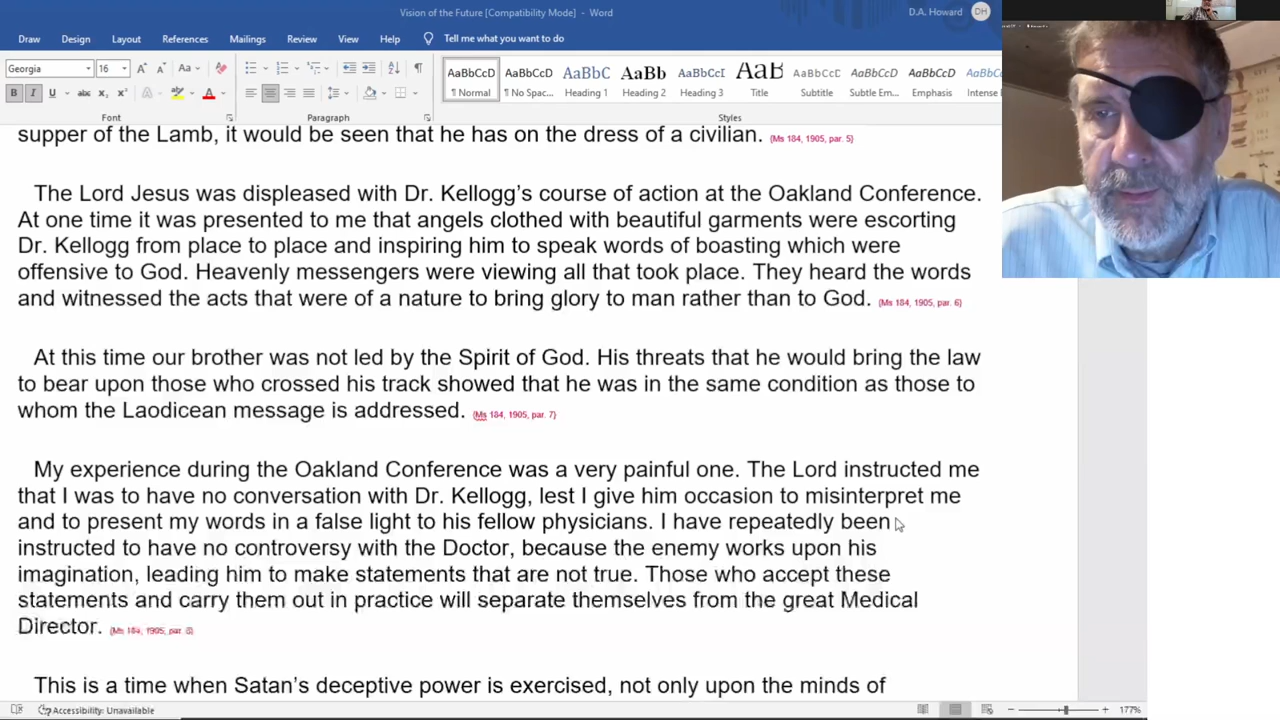 Vision of the Future [Compatibility Mode] - Word
D.A. Howard
DH
Draw Design Layout References Mailings Review View Help Tell me what you want to do
Georgia 16 Aa
AaBbCcD AaBbCcD AaBbC AaBb AaBbCcI AaB AaBbCcD AaBbCcD AaBbCcD AaBbCcD
¶ Normal ¶ No Spac... Heading 1 Heading 2 Heading 3 Title Subtitle Subtle Em... Emphasis Intense I
B I U abc x₂ x² A ab A
Font Paragraph Styles
supper of the Lamb, it would be seen that he has on the dress of a civilian. {Ms 184, 1905, par. 5}
The Lord Jesus was displeased with Dr. Kellogg’s course of action at the Oakland Conference.
At one time it was presented to me that angels clothed with beautiful garments were escorting
Dr. Kellogg from place to place and inspiring him to speak words of boasting which were
offensive to God. Heavenly messengers were viewing all that took place. They heard the words
and witnessed the acts that were of a nature to bring glory to man rather than to God. {Ms 184, 1905, par. 6}
At this time our brother was not led by the Spirit of God. His threats that he would bring the law
to bear upon those who crossed his track showed that he was in the same condition as those to
whom the Laodicean message is addressed. {Ms 184, 1905, par. 7}
My experience during the Oakland Conference was a very painful one. The Lord instructed me
that I was to have no conversation with Dr. Kellogg, lest I give him occasion to misinterpret me
and to present my words in a false light to his fellow physicians. I have repeatedly been
instructed to have no controversy with the Doctor, because the enemy works upon his
imagination, leading him to make statements that are not true. Those who accept these
statements and carry them out in practice will separate themselves from the great Medical
Director. {Ms 184, 1905, par. 8}
This is a time when Satan’s deceptive power is exercised, not only upon the minds of
Accessibility: Unavailable
177%